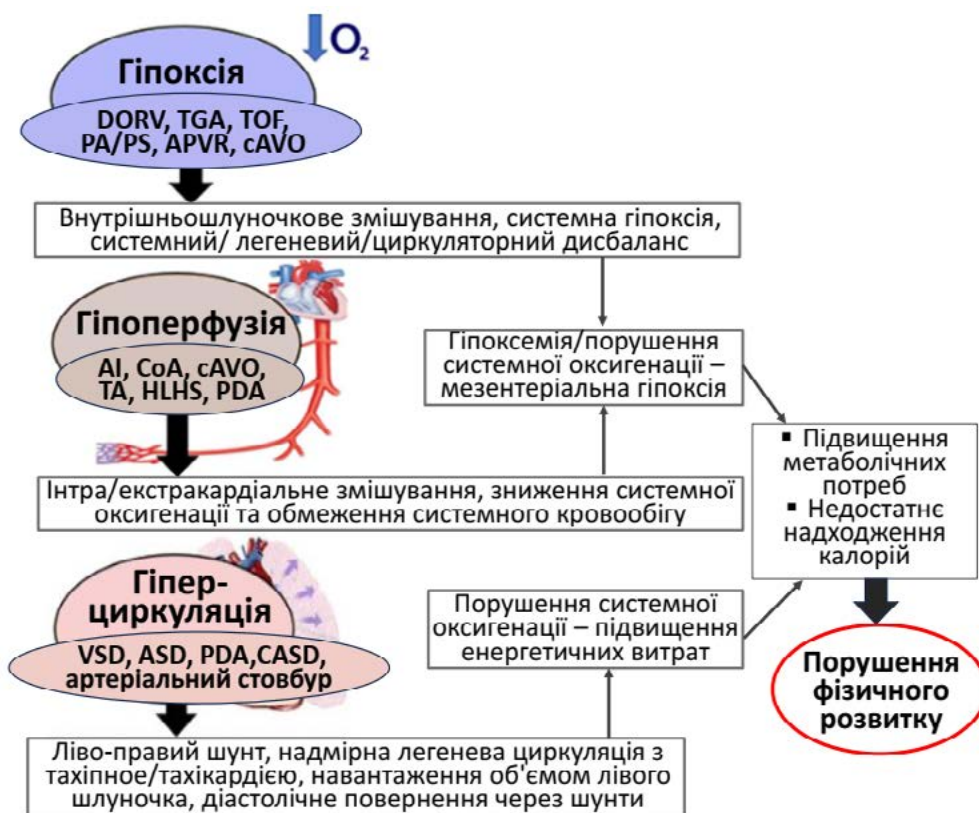 O₂
Гіпоксія
DORV, TGA, TOF,
PA/PS, APVR, cAVO
Внутрішньошлуночкове змішування, системна гіпоксія,
системний/ легеневий/циркуляторний дисбаланс
Гіпоперфузія
AI, CoA, cAVO,
TA, HLHS, PDA
Гіпоксемія/порушення
системної оксигенації –
мезентеріальна гіпоксія
Інтра/екстракардіальне змішування, зниження системної
оксигенації та обмеження системного кровообігу
▪ Підвищення
метаболічних
потреб
▪ Недостатнє
надходження
калорій
Гіпер-
циркуляція
VSD, ASD, PDA,CASD,
артеріальний стовбур
Порушення системної
оксигенації – підвищення
енергетичних витрат
Порушення
фізичного
розвитку
Ліво-правий шунт, надмірна легенева циркуляція з
тахіпное/тахікардією, навантаження об'ємом лівого
шлуночка, діастолічне повернення через шунти